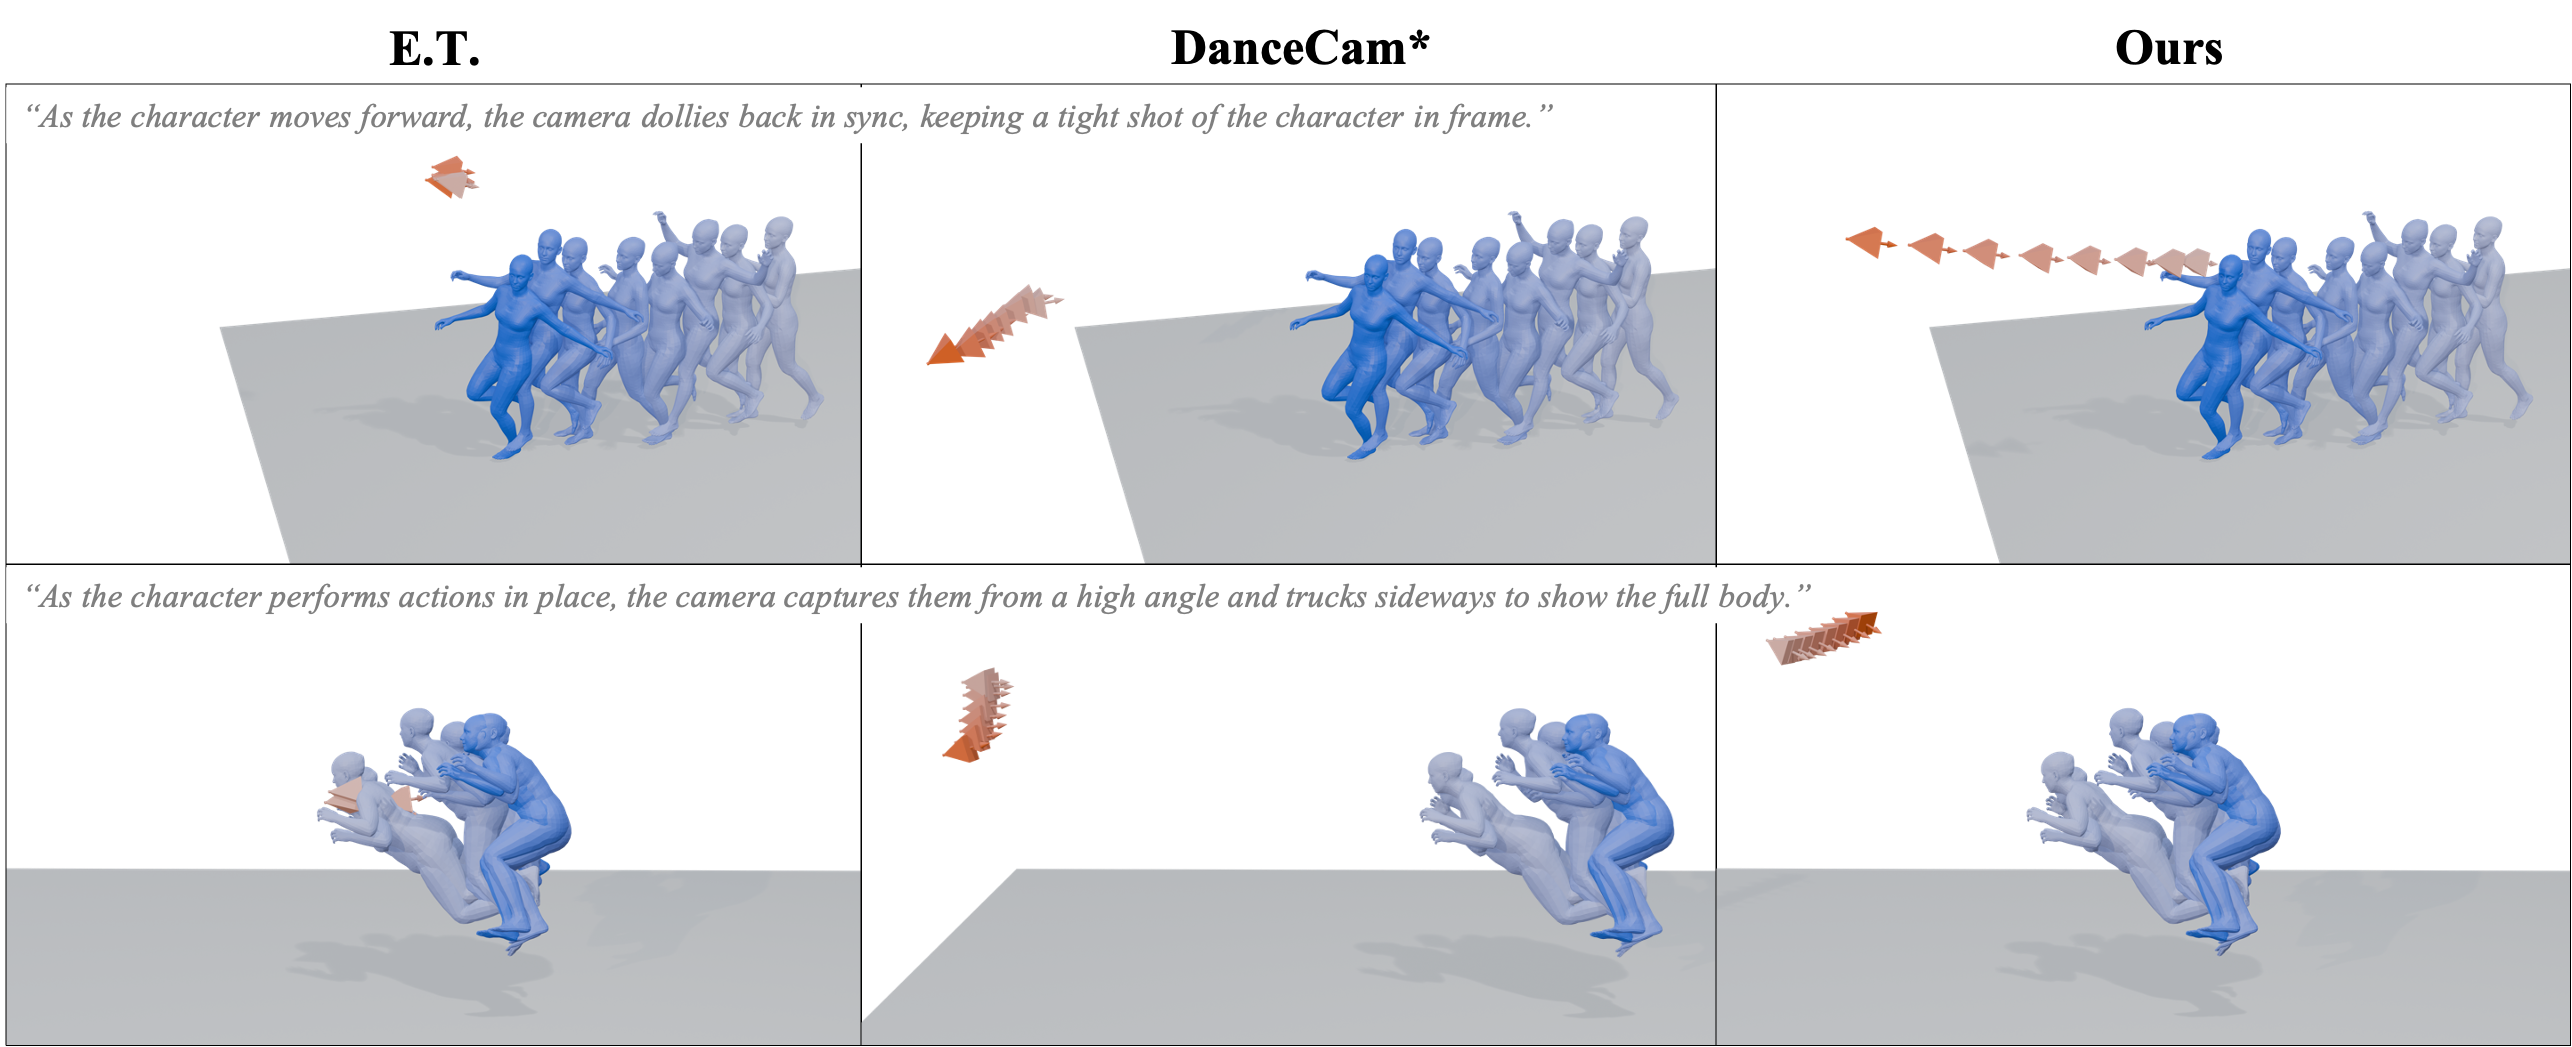 E.T.
DanceCam*
Ours
“As the character moves forward, the camera dollies back in sync, keeping a tight shot of the character in frame.”
“As the character performs actions in place, the camera captures them from a high angle and trucks sideways to show the full body.”